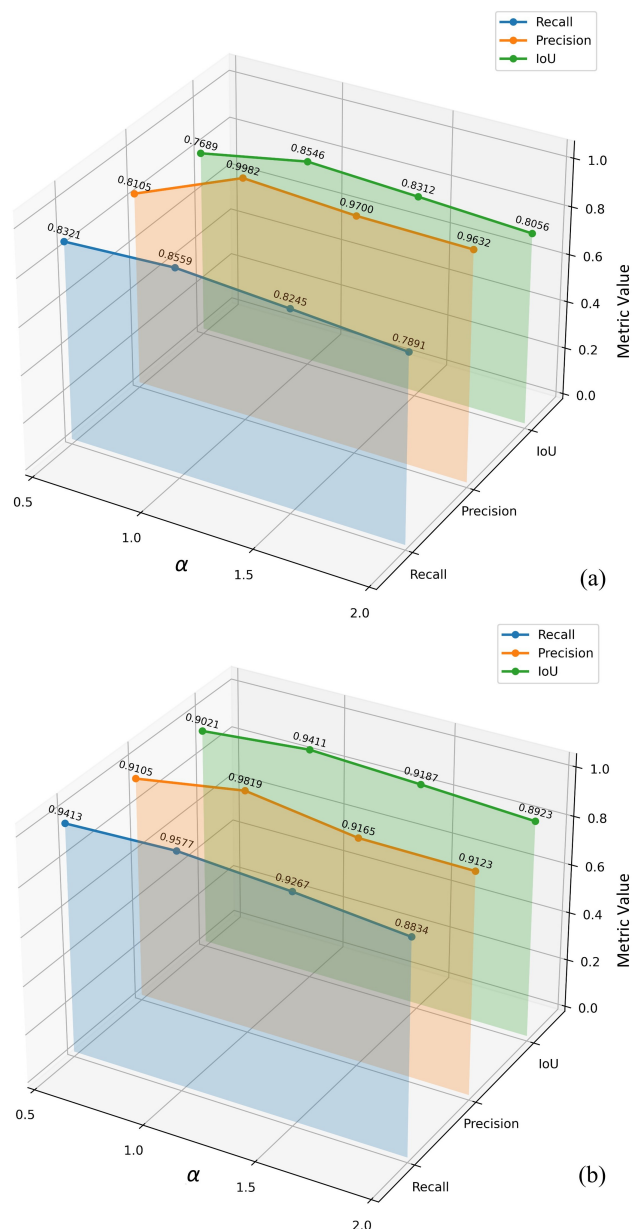 Recall
Precision
IoU
0.7689
0.8546
0.8312
0.8056
0.8105
0.9982
0.9700
0.9632
0.8321
0.8559
0.8245
0.7891
1.0
0.8
0.6
0.4
0.2
0.0
Metric Value
IoU
Precision
Recall
0.5
1.0
1.5
2.0
α
(a)
Recall
Precision
IoU
0.9021
0.9411
0.9187
0.8923
0.9105
0.9819
0.9165
0.9123
0.9413
0.9577
0.9267
0.8834
1.0
0.8
0.6
0.4
0.2
0.0
Metric Value
IoU
Precision
Recall
0.5
1.0
1.5
2.0
α
(b)